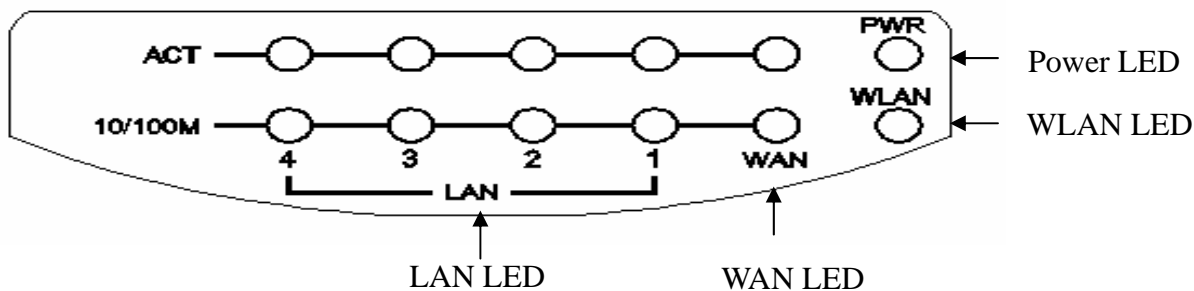 PWR
ACT
Power LED
WLAN
WLAN LED
10/100M
4 3 2 1 WAN
LAN
LAN LED WAN LED